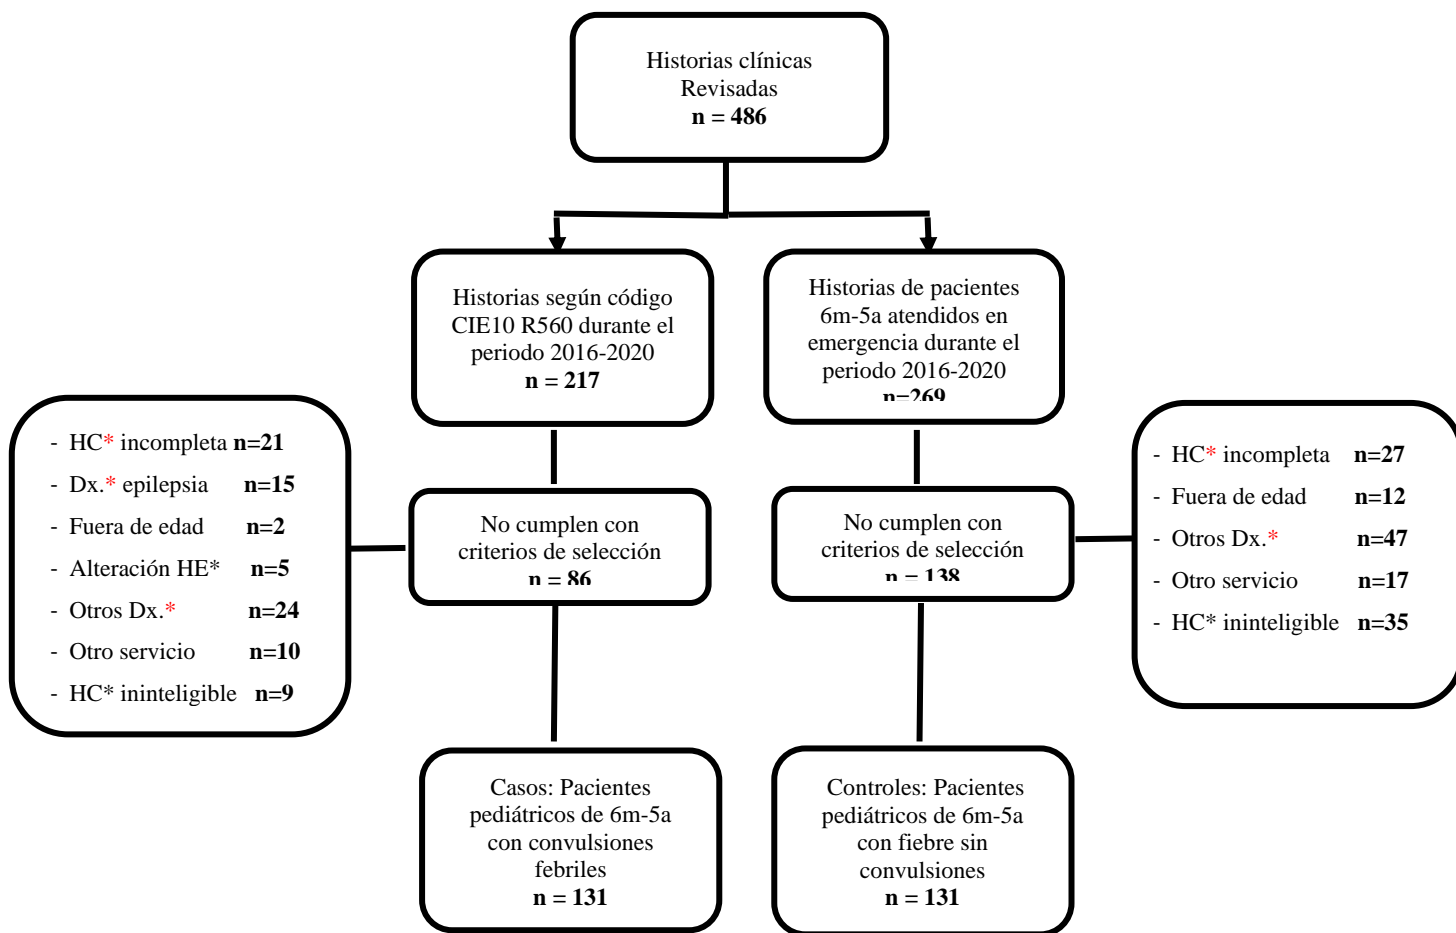 Historias clínicas
Revisadas
n = 486
Historias según código
CIE10 R560 durante el
periodo 2016-2020
n = 217
Historias de pacientes
6m-5a atendidos en
emergencia durante el
periodo 2016-2020
n=269
- HC* incompleta n=21
- Dx.* epilepsia n=15
- Fuera de edad n=2
- Alteración HE* n=5
- Otros Dx.* n=24
- Otro servicio n=10
- HC* ininteligible n=9
No cumplen con
criterios de selección
n = 86
No cumplen con
criterios de selección
n = 138
- HC* incompleta n=27
- Fuera de edad n=12
- Otros Dx.* n=47
- Otro servicio n=17
- HC* ininteligible n=35
Casos: Pacientes
pediátricos de 6m-5a
con convulsiones
febriles
n = 131
Controles: Pacientes
pediátricos de 6m-5a
con fiebre sin
convulsiones
n = 131